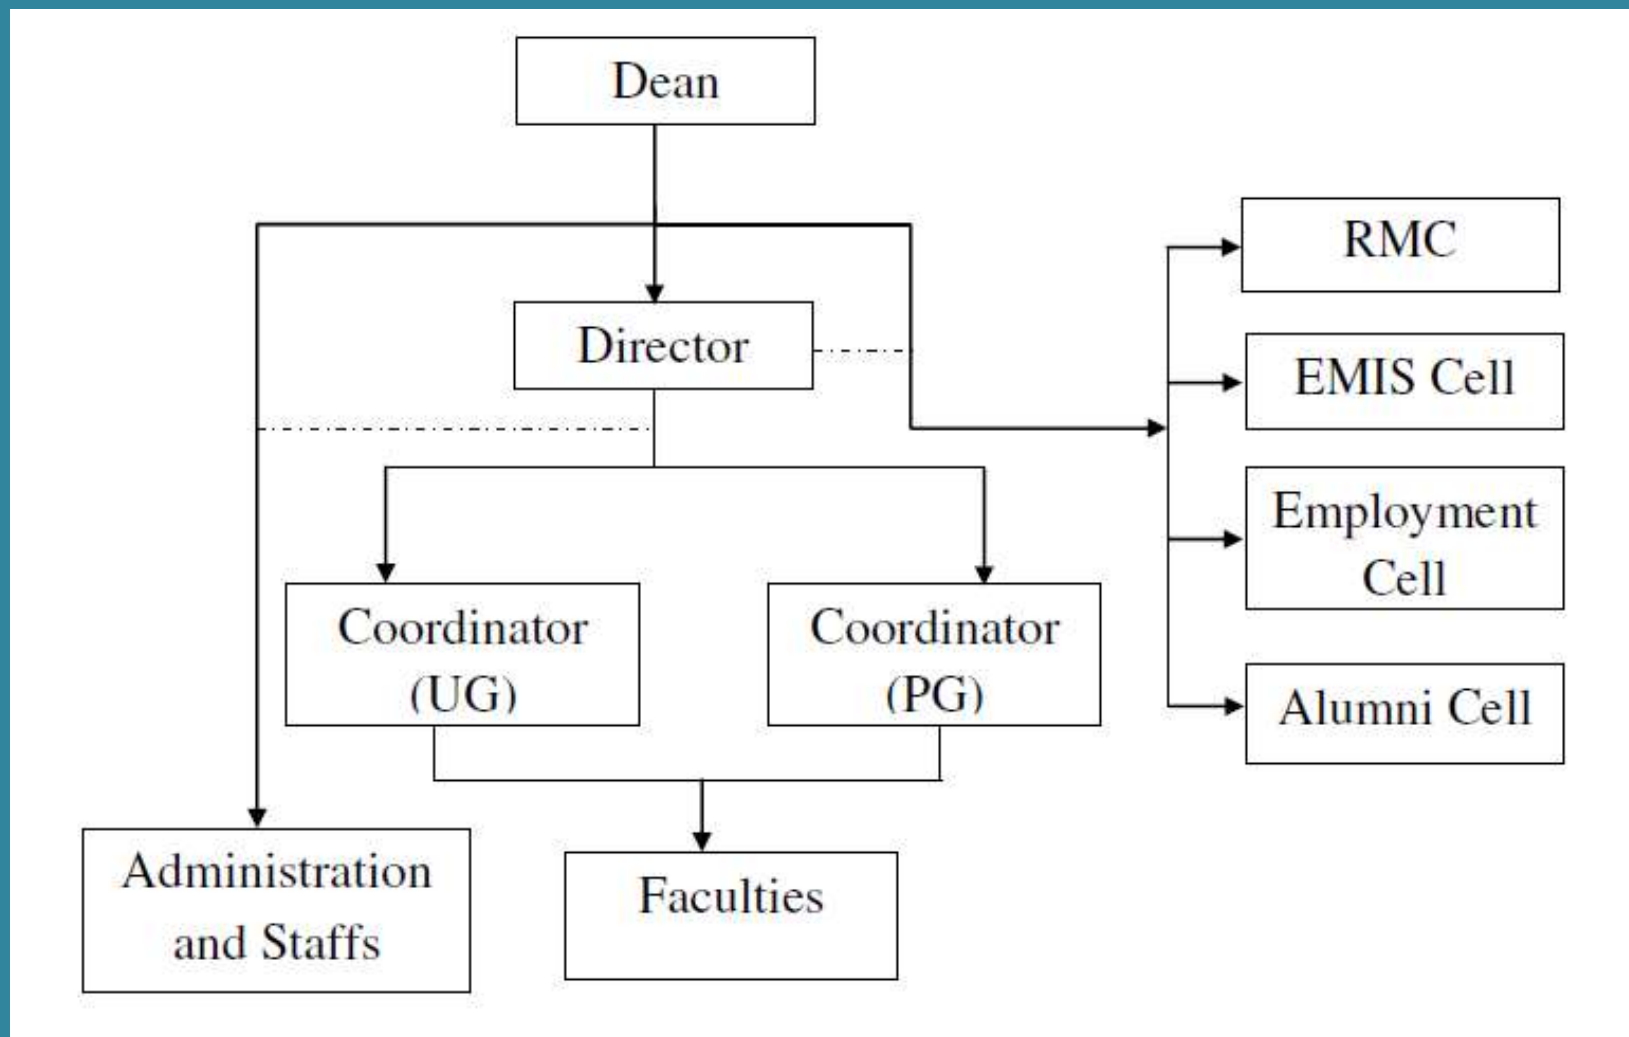 Dean
RMC
Director
EMIS Cell
Employment
Cell
Coordinator
(UG)
Coordinator
(PG)
Alumni Cell
Administration
and Staffs
Faculties